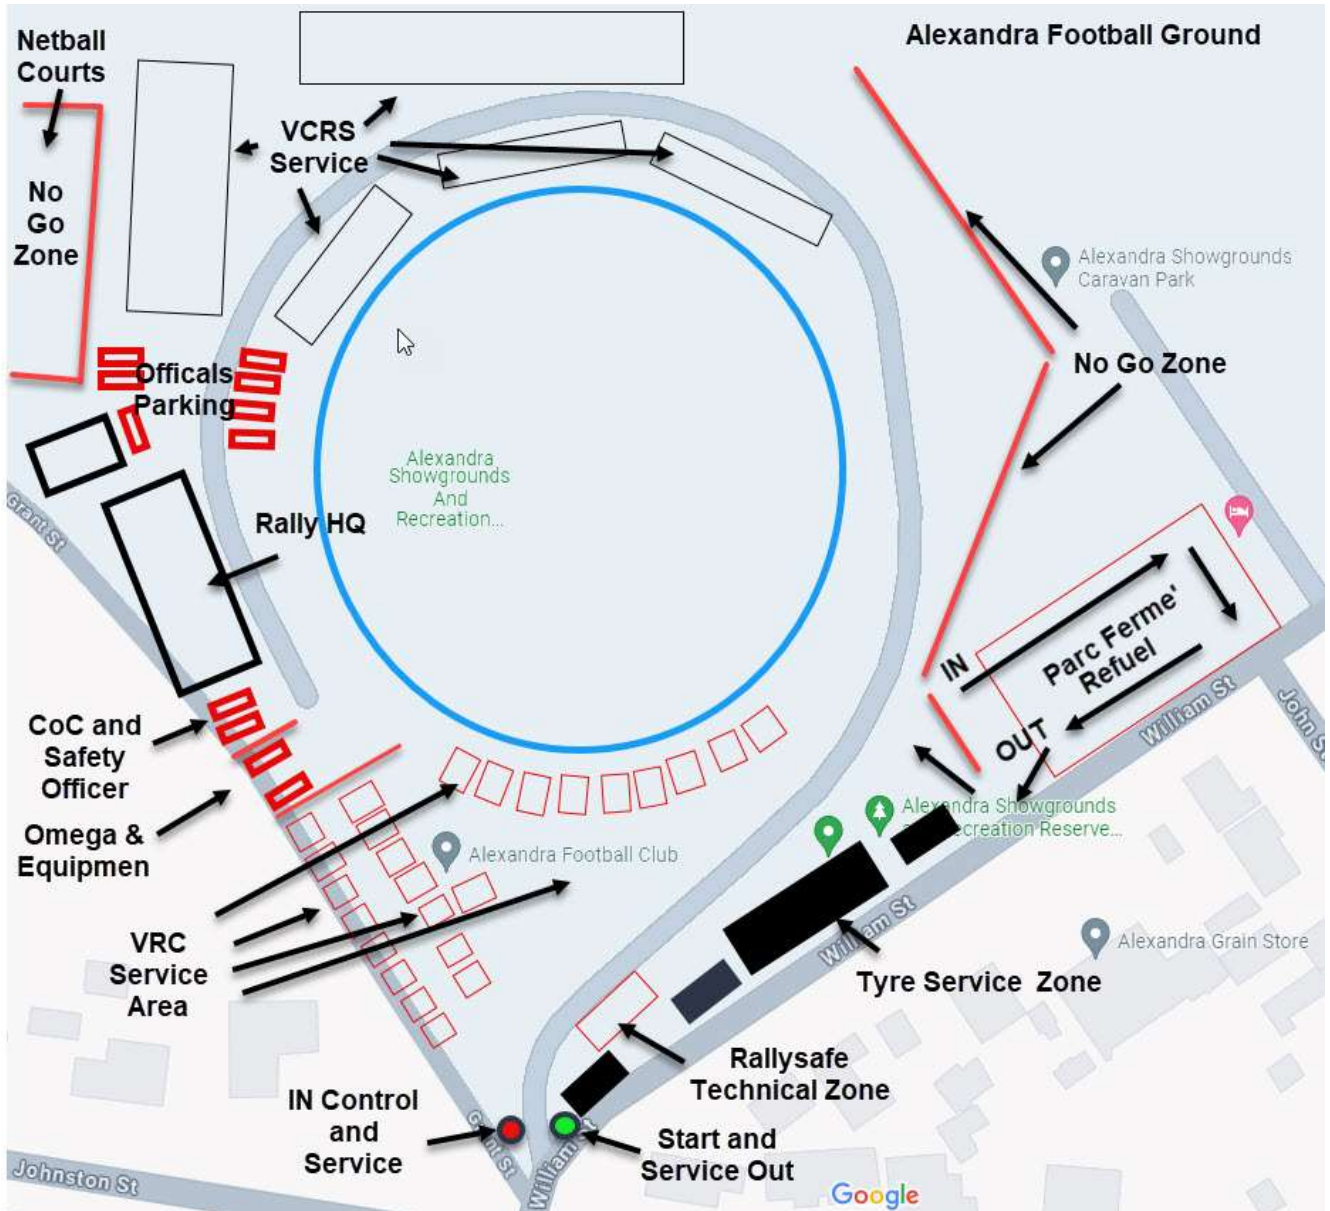 Alexandra Football Ground
Netball
Courts
VCRS
Service
No
Go
Zone
Alexandra Showgrounds
Caravan Park
No Go Zone
Officals
Parking
Alexandra
Showgrounds
And
Recreation...
Grant St
Rally HQ
IN
Parc Ferme'
Refuel
OUT
William St
John St
CoC and
Safety
Officer
Omega &
Equipmen
Alexandra Showgrounds
Recreation Reserve...
Alexandra Football Club
William St
Alexandra Grain Store
VRC
Service
Area
Tyre Service Zone
Rallysafe
Technical Zone
IN Control
and
Service
Start and
Service Out
Grant St
William St
Johnston St
Google